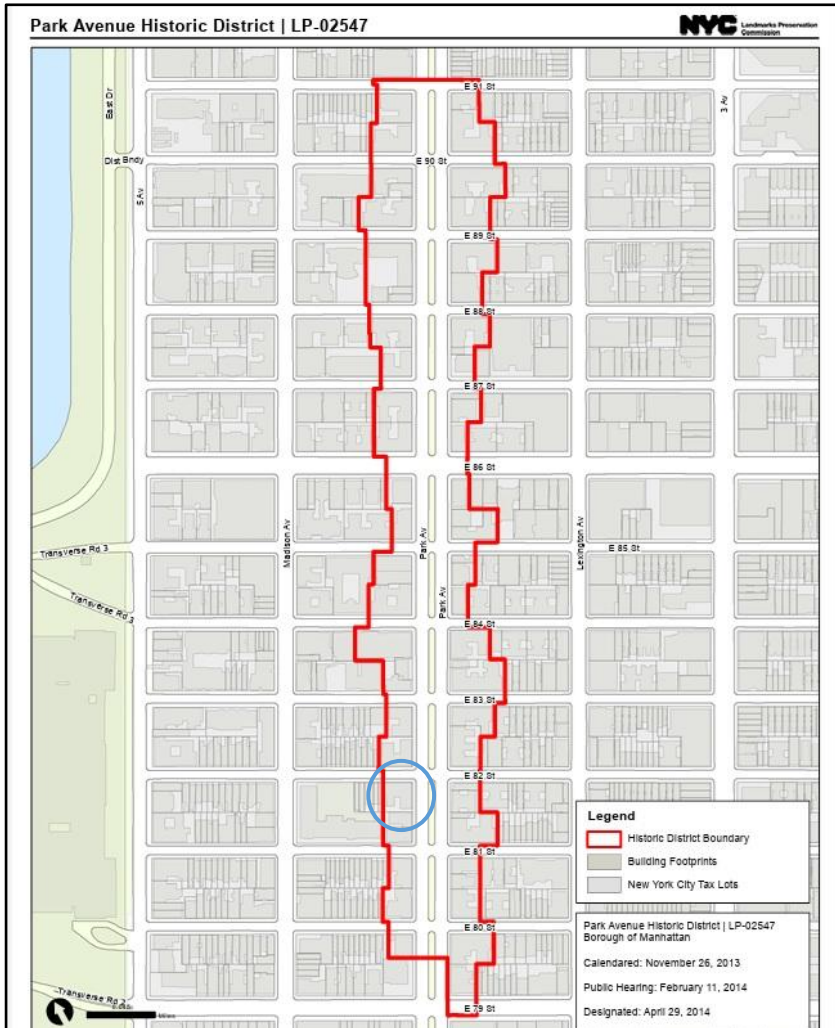 Park Avenue Historic District | LP-02547
NYC Landmarks Preservation
Commission
East Dr
E 91 St
3 Av
Dist Bndy
E 90 St
5 Av
E 89 St
E 88 St
E 87 St
E 86 St
Madison Av
Park Av
Lexington Av
E 85 St
Transverse Rd 3
Transverse Rd 3
Park Av
E 84 St
E 83 St
E 82 St
E 81 St
E 80 St
E 79 St
Transverse Rd 2
Miles
Legend
Historic District Boundary
Building Footprints
New York City Tax Lots
Park Avenue Historic District | LP-02547
Borough of Manhattan
Calendared: November 26, 2013
Public Hearing: February 11, 2014
Designated: April 29, 2014